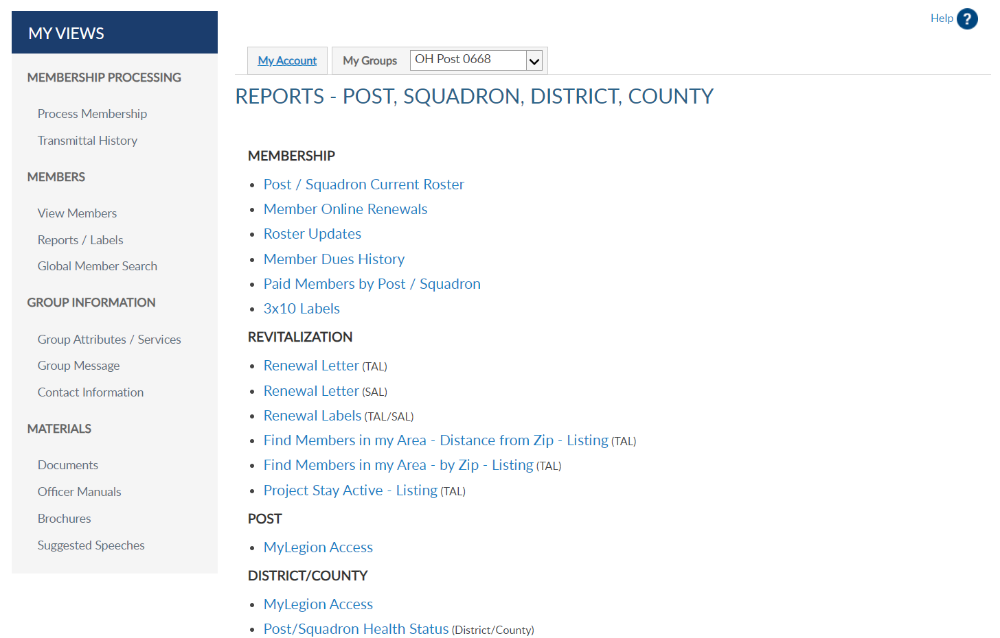 Help ?
MY VIEWS
MEMBERSHIP PROCESSING
Process Membership
Transmittal History
MEMBERS
View Members
Reports / Labels
Global Member Search
GROUP INFORMATION
Group Attributes / Services
Group Message
Contact Information
MATERIALS
Documents
Officer Manuals
Brochures
Suggested Speeches
My Account My Groups OH Post 0668
REPORTS - POST, SQUADRON, DISTRICT, COUNTY
MEMBERSHIP
• Post / Squadron Current Roster
• Member Online Renewals
• Roster Updates
• Member Dues History
• Paid Members by Post / Squadron
• 3x10 Labels
REVITALIZATION
• Renewal Letter (TAL)
• Renewal Letter (SAL)
• Renewal Labels (TAL/SAL)
• Find Members in my Area - Distance from Zip - Listing (TAL)
• Find Members in my Area - by Zip - Listing (TAL)
• Project Stay Active - Listing (TAL)
POST
• MyLegion Access
DISTRICT/COUNTY
• MyLegion Access
• Post/Squadron Health Status (District/County)